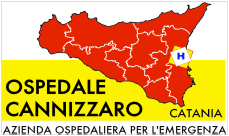 H
OSPEDALE
CANNIZZARO
CATANIA
AZIENDA OSPEDALIERA PER L'EMERGENZA